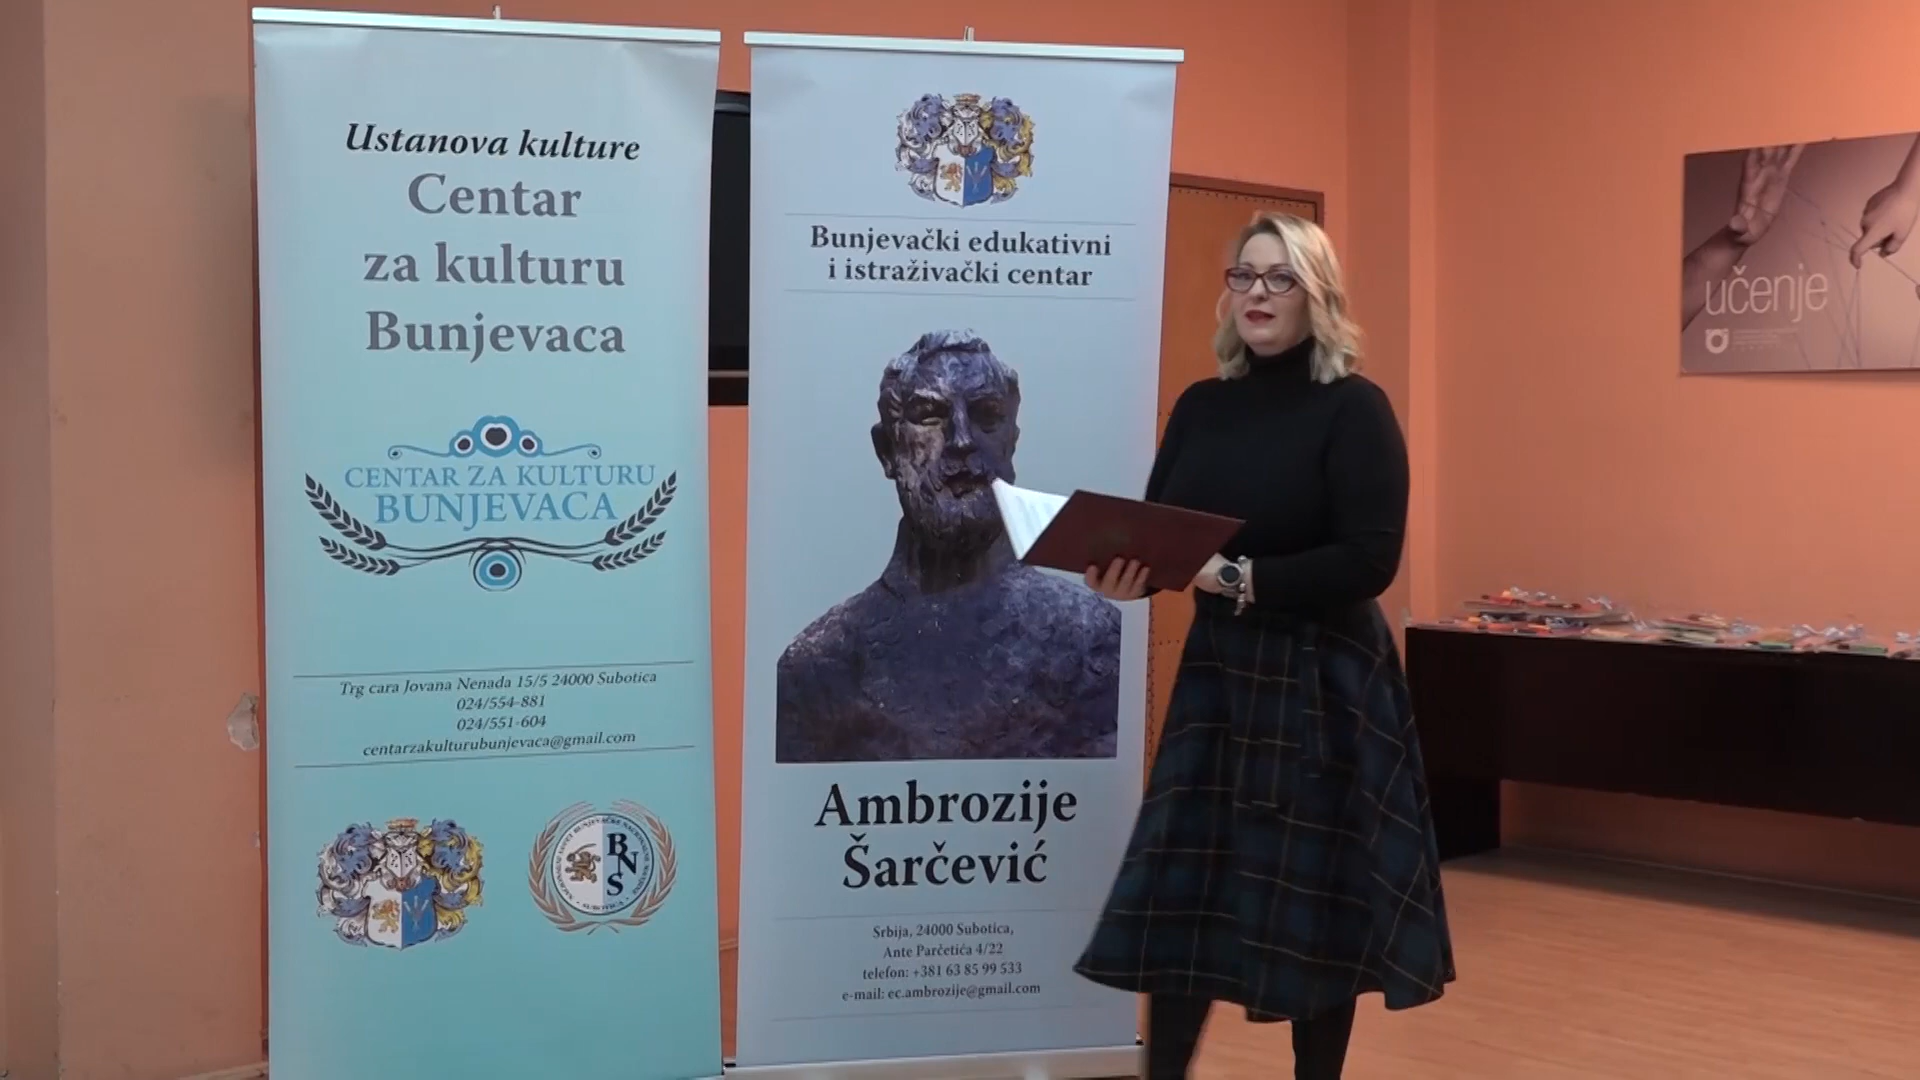 Ustanova kulture
Centar
za kulturu
Bunjevaca
CENTAR ZA KULTURU
BUNJEVACA
Trg cara Jovana Nenada 15/5 24000 Subotica
024/554-881
024/551-604
centarzakulturubunjevaca@gmail.com
BNS
SUBOTICA
Bunjevački edukativni
i istraživački centar
Ambrozije
Šarčević
Srbija, 24000 Subotica,
Ante Parčetića 4/22
telefon: +381 63 85 99 533
e-mail: ec.ambrozije@gmail.com
učenje